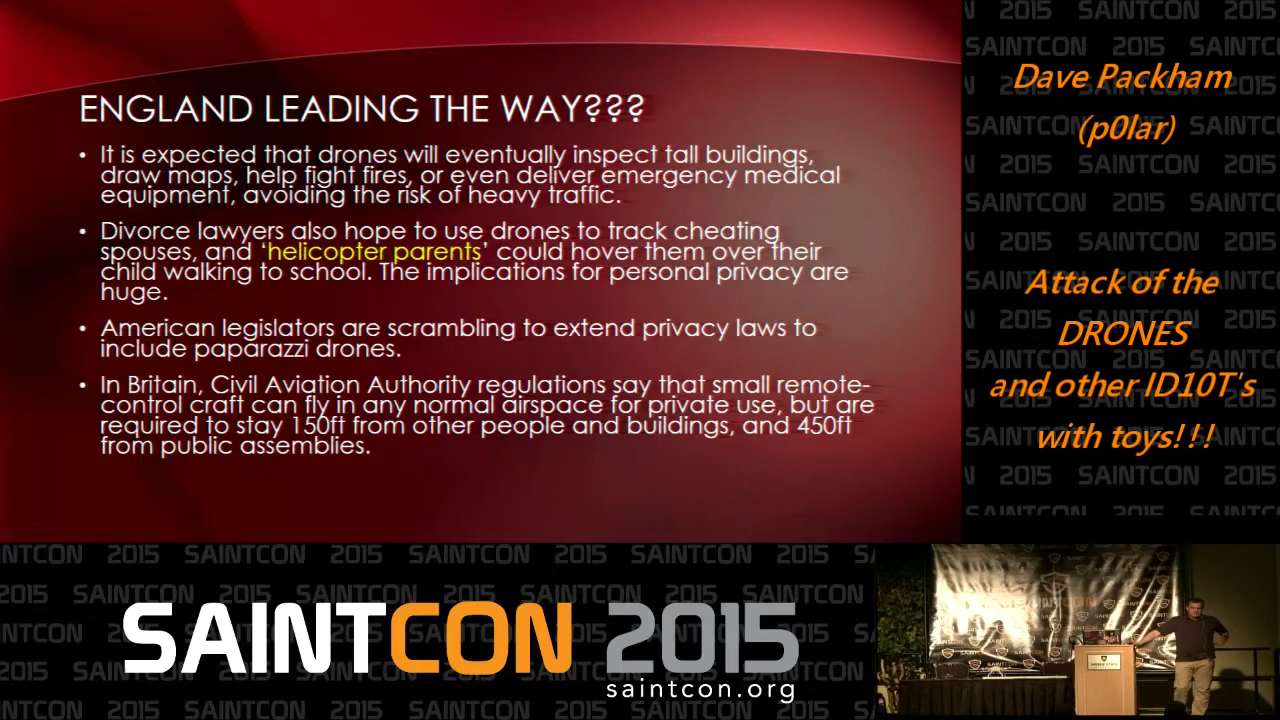 ENGLAND LEADING THE WAY???
• It is expected that drones will eventually inspect tall buildings,
draw maps, help fight fires, or even deliver emergency medical
equipment, avoiding the risk of heavy traffic.
• Divorce lawyers also hope to use drones to track cheating
spouses, and ‘helicopter parents’ could hover them over their
child walking to school. The implications for personal privacy are
huge.
• American legislators are scrambling to extend privacy laws to
include paparazzi drones.
• In Britain, Civil Aviation Authority regulations say that small remote-
control craft can fly in any normal airspace for private use, but are
required to stay 150ft from other people and buildings, and 450ft
from public assemblies.
Dave Packham
(p0lar)
Attack of the
DRONES
and other ID10T's
with toys!!!
SAINTCON 2015
saintcon.org